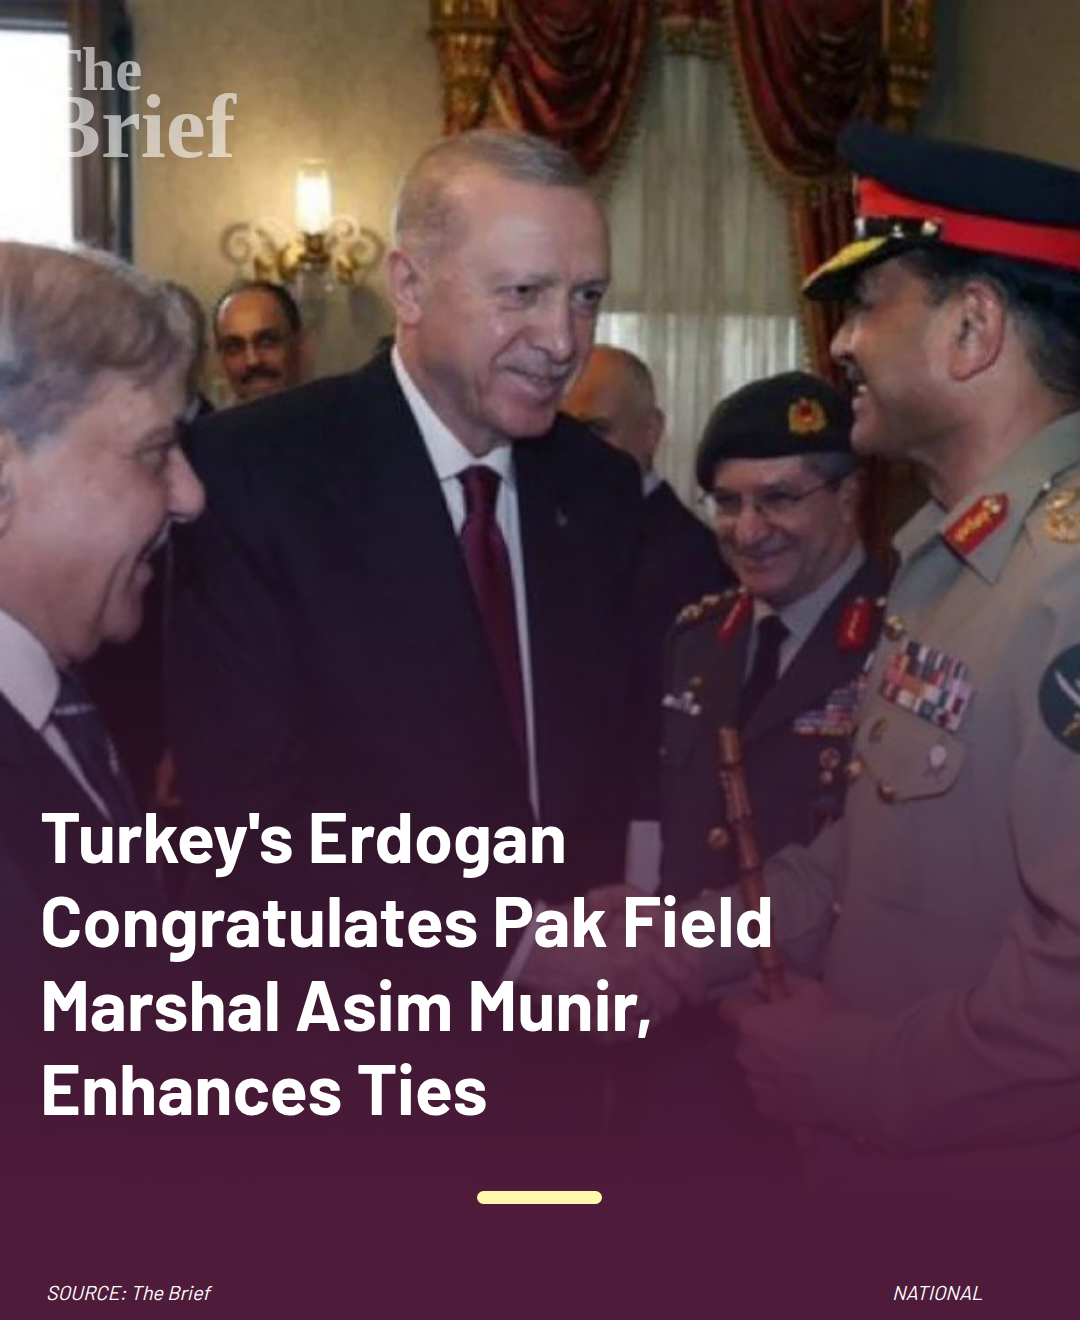 The
Brief
Turkey's Erdogan
Congratulates Pak Field
Marshal Asim Munir,
Enhances Ties
SOURCE: The Brief
NATIONAL